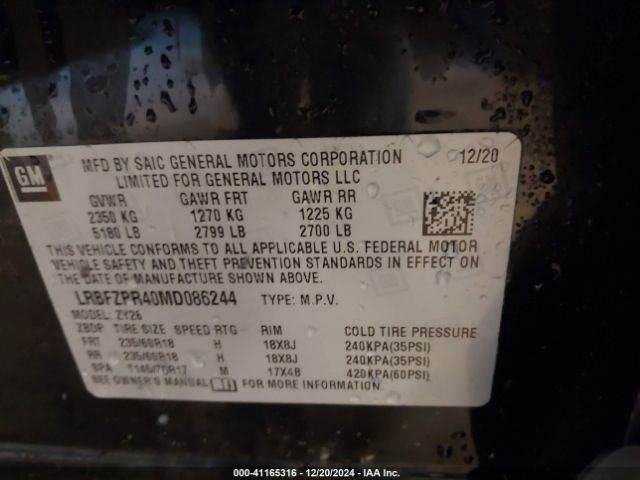 GM
MFD BY SAIC GENERAL MOTORS CORPORATION 12/20
LIMITED FOR GENERAL MOTORS LLC
GVWR GAWR FRT GAWR RR
2350 KG 1270 KG 1225 KG
5180 LB 2799 LB 2700 LB
THIS VEHICLE CONFORMS TO ALL APPLICABLE U.S. FEDERAL MOTOR
VEHICLE SAFETY AND THEFT PREVENTION STANDARDS IN EFFECT ON
THE DATE OF MANUFACTURE SHOWN ABOVE.
LRBFZPR40MD086244 TYPE: M.P.V.
MODEL: ZY26
TIRE SIZE SPEED RTG RIM COLD TIRE PRESSURE
FRT 235/60R18 H 18X8J 240KPA(35PSI)
RR 235/60R18 H 18X8J 240KPA(35PSI)
SPA T145/70R17 M 17X4B 420KPA(60PSI)
SEE OWNER'S MANUAL FOR MORE INFORMATION.
000-41165316 - 12/20/2024 - IAA Inc.